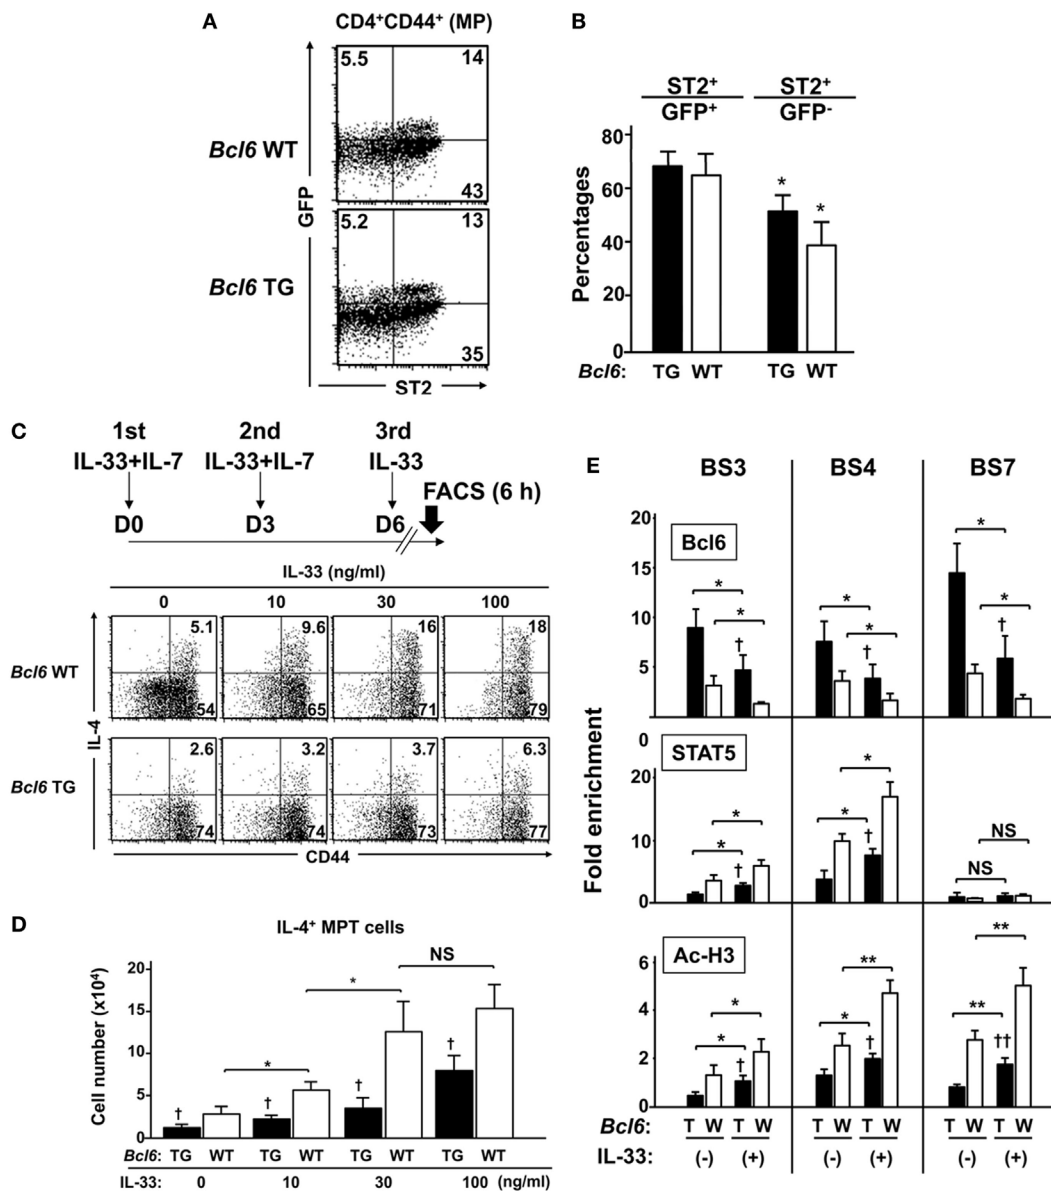 A
CD4+CD44+ (MP)
Bcl6 WT
Bcl6 TG
GFP
5.5
14
43
5.2
13
35
ST2
B
ST2+
GFP+
ST2+
GFP-
Percentages
80
60
40
20
0
*
*
Bcl6: TG WT TG WT
C
1st
IL-33+IL-7
2nd
IL-33+IL-7
3rd
IL-33
FACS (6 h)
D0
D3
D6
IL-33 (ng/ml)
0 10 30 100
Bcl6 WT
5.1 9.6 16 18
54 65 71 79
IL-4
Bcl6 TG
2.6 3.2 3.7 6.3
74 74 73 77
CD44
D
IL-4+ MPT cells
Cell number (x10⁴)
20
15
10
5
0
† † † †
* * NS
Bcl6: TG WT TG WT TG WT TG WT
IL-33: 0 10 30 100 (ng/ml)
E
BS3 BS4 BS7
Fold enrichment
Bcl6
20
15
10
5
0
* * † * * † * * †
STAT5
20
10
0
* * † * * † NS NS
Ac-H3
6
4
2
0
* * † ** * † ** ** ††
Bcl6: T W T W T W T W T W T W
IL-33: (-) (+) (-) (+) (-) (+)